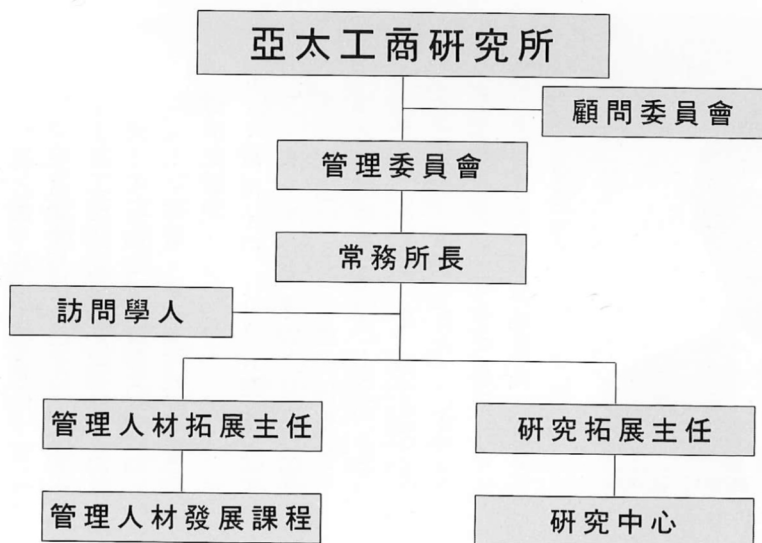 亞太工商研究所
顧問委員會
管理委員會
常務所長
訪問學人
管理人材拓展主任
研究拓展主任
管理人材發展課程
研究中心